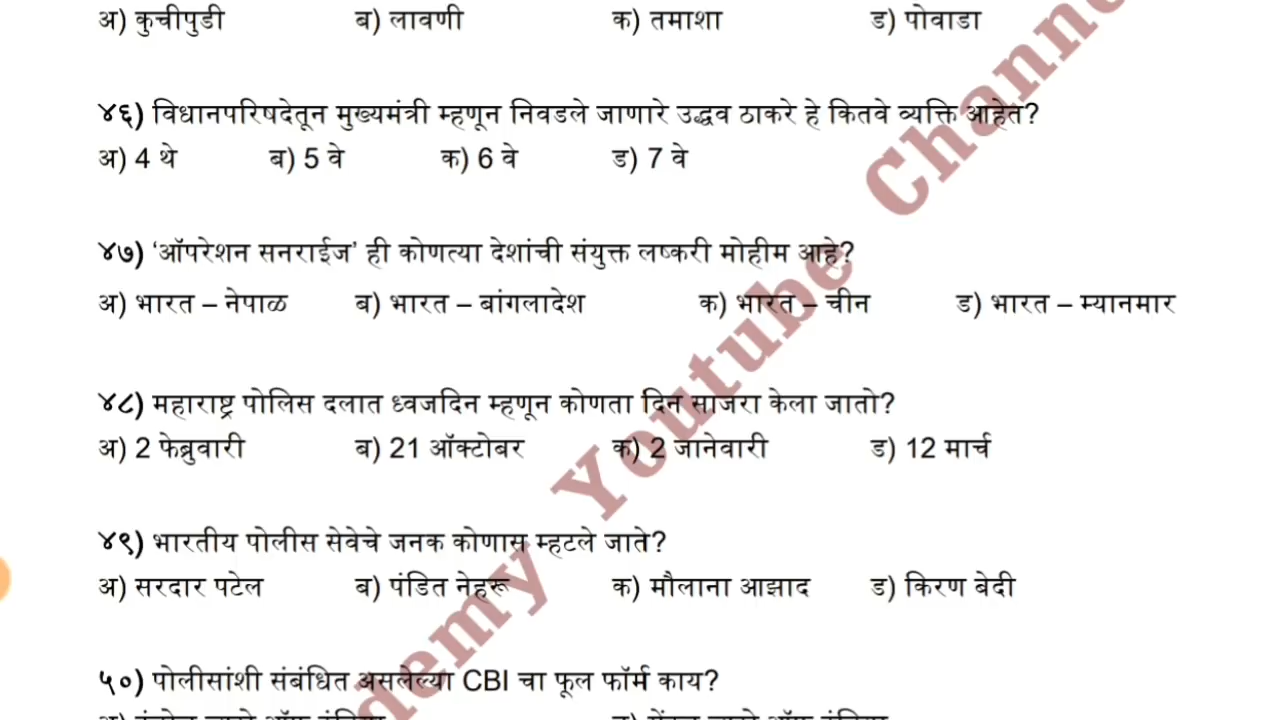 अ) कुचीपुडी ब) लावणी क) तमाशा ड) पोवाडा
४६) विधानपरिषदेतून मुख्यमंत्री म्हणून निवडले जाणारे उद्धव ठाकरे हे कितवे व्यक्ति आहेत?
अ) 4 थे ब) 5 वे क) 6 वे ड) 7 वे
४७) ‘ऑपरेशन सनराईज’ ही कोणत्या देशांची संयुक्त लष्करी मोहीम आहे?
अ) भारत – नेपाळ ब) भारत – बांगलादेश क) भारत – चीन ड) भारत – म्यानमार
४८) महाराष्ट्र पोलिस दलात ध्वजदिन म्हणून कोणता दिन साजरा केला जातो?
अ) 2 फेब्रुवारी ब) 21 ऑक्टोबर क) 2 जानेवारी ड) 12 मार्च
४९) भारतीय पोलीस सेवेचे जनक कोणास म्हटले जाते?
अ) सरदार पटेल ब) पंडित नेहरू क) मौलाना आझाद ड) किरण बेदी
५०) पोलीसांशी संबंधित असलेल्या CBI चा फूल फॉर्म काय?
Youtube